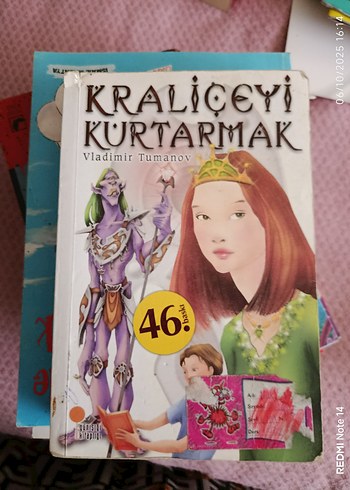 KRALİÇEYİ
KURTARMAK
Vladimir Tumanov
46.
baskı
06/10/2025 16:14
REDMI Note 14